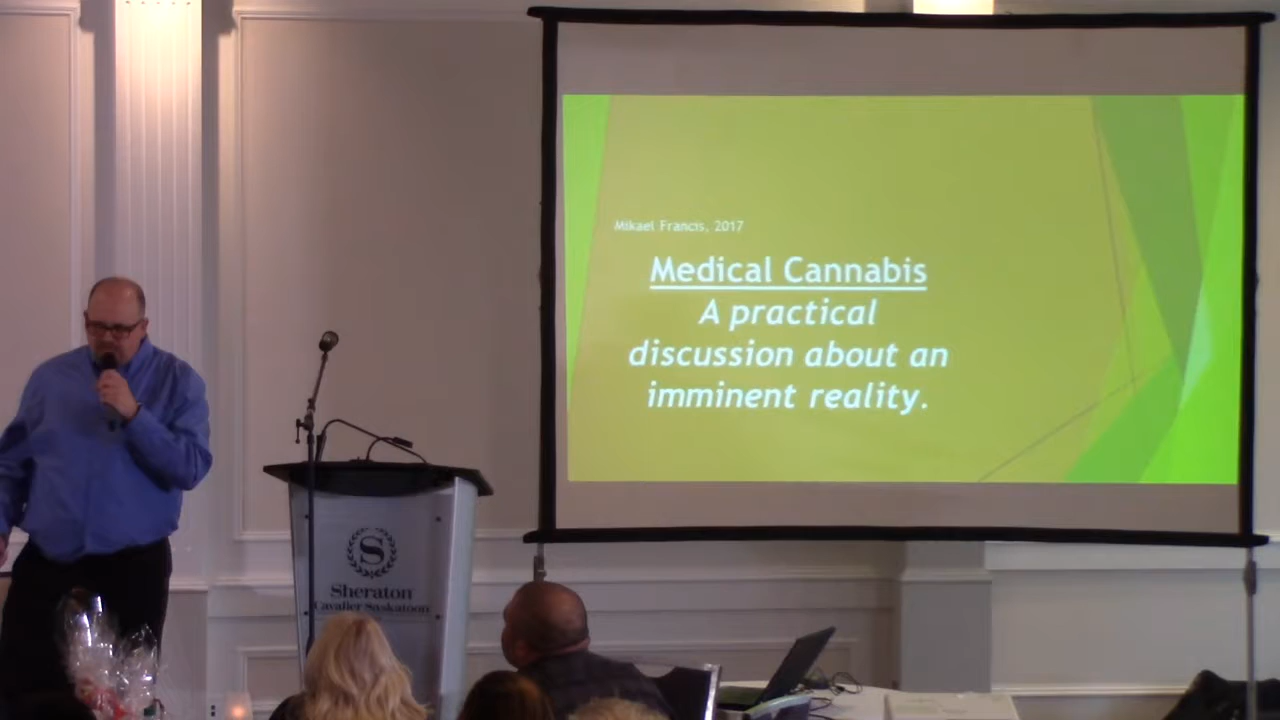 Mikael Francis, 2017
Medical Cannabis
A practical
discussion about an
imminent reality.
S
Sheraton
Cavalier Saskatoon